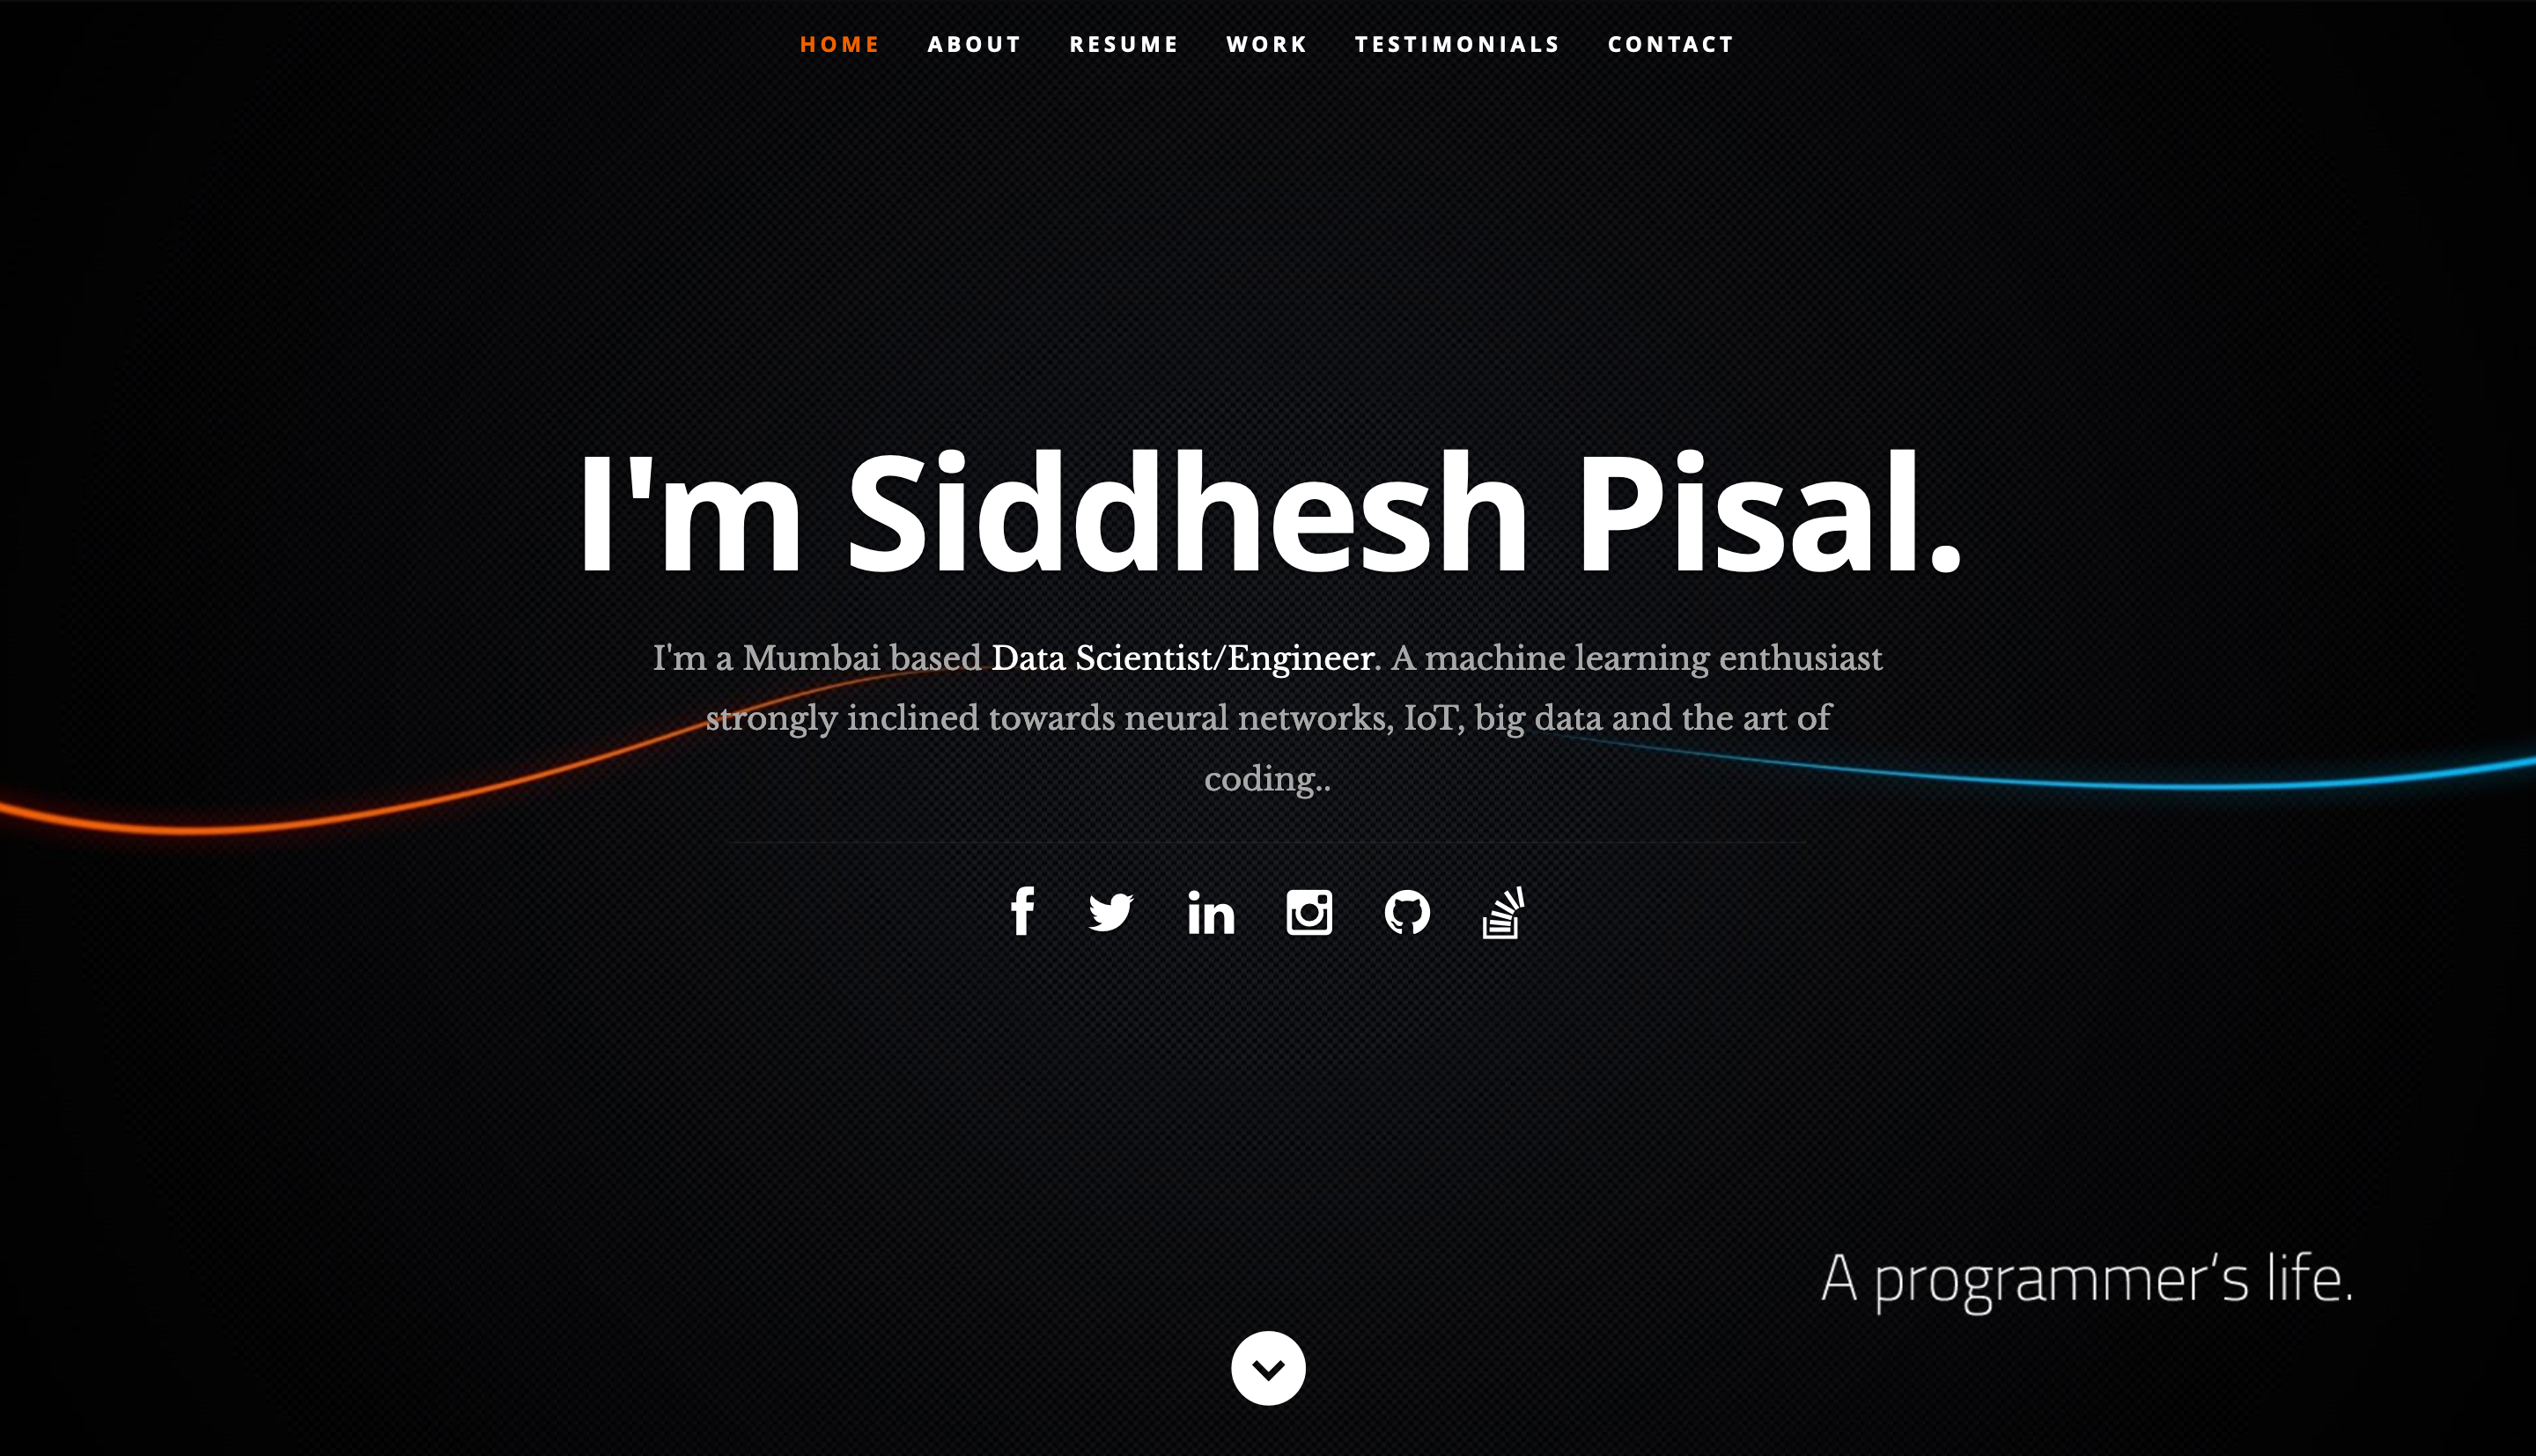 HOME ABOUT RESUME WORK TESTIMONIALS CONTACT
I'm Siddhesh Pisal.
I'm a Mumbai based Data Scientist/Engineer. A machine learning enthusiast
strongly inclined towards neural networks, IoT, big data and the art of
coding..
A programmer‘s life.